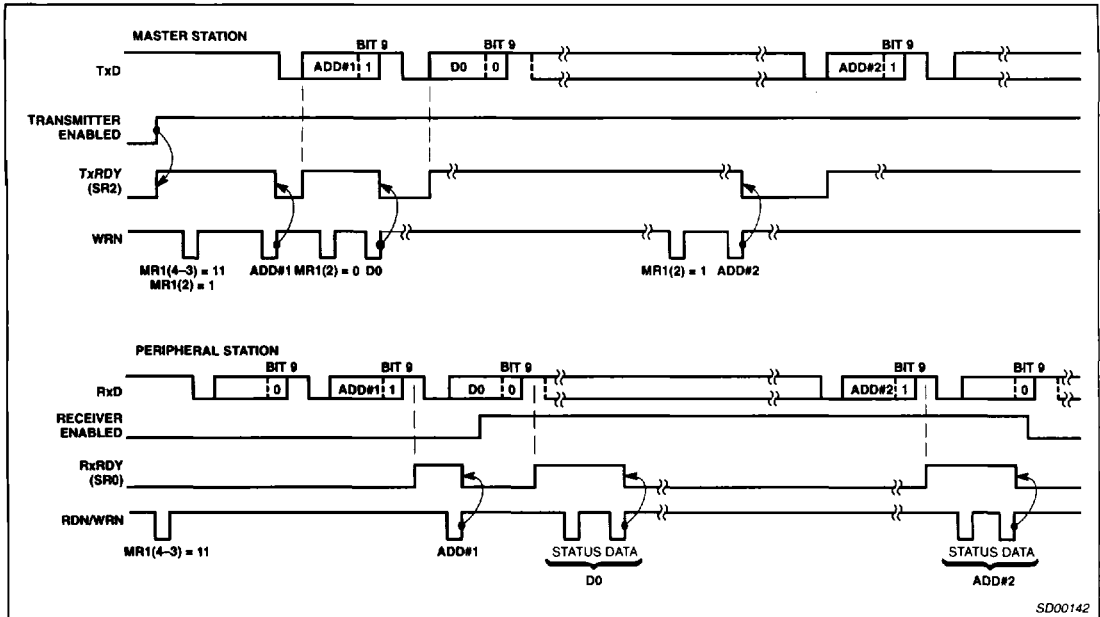 MASTER STATION
BIT 9 BIT 9 BIT 9
TxD ADD#1 1 D0 0 ADD#2 1
TRANSMITTER
ENABLED
TxRDY
(SR2)
WRN
MR1(4–3) = 11 ADD#1 MR1(2) = 0 D0 MR1(2) = 1 ADD#2
MR1(2) = 1
PERIPHERAL STATION
BIT 9 BIT 9 BIT 9 BIT 9 BIT 9
RxD 0 ADD#1 1 D0 0 ADD#2 1 0
RECEIVER
ENABLED
RxRDY
(SR0)
RDN/WRN
MR1(4–3) = 11 ADD#1 STATUS DATA STATUS DATA
D0 ADD#2
SD00142